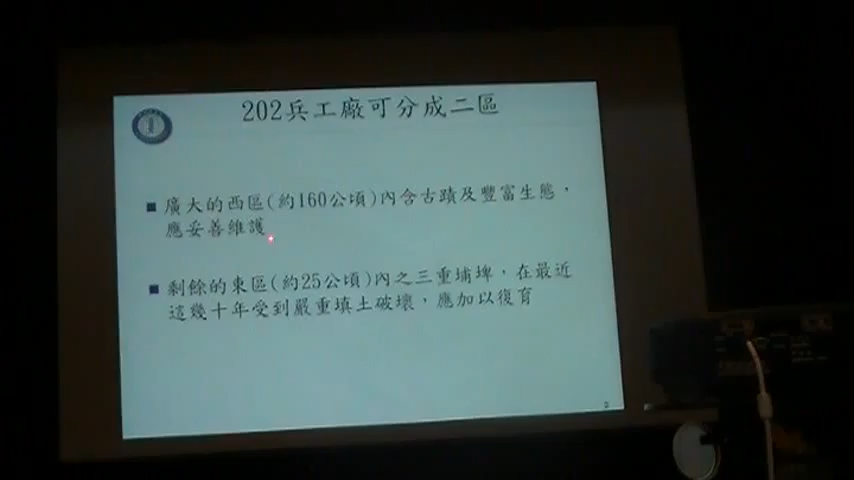 202兵工廠可分成二區
■ 廣大的西區(約160公頃)內含古蹟及豐富生態，
應妥善維護
■ 剩餘的東區(約25公頃)內之三重埔埤，在最近
這幾十年受到嚴重填土破壞，應加以復育